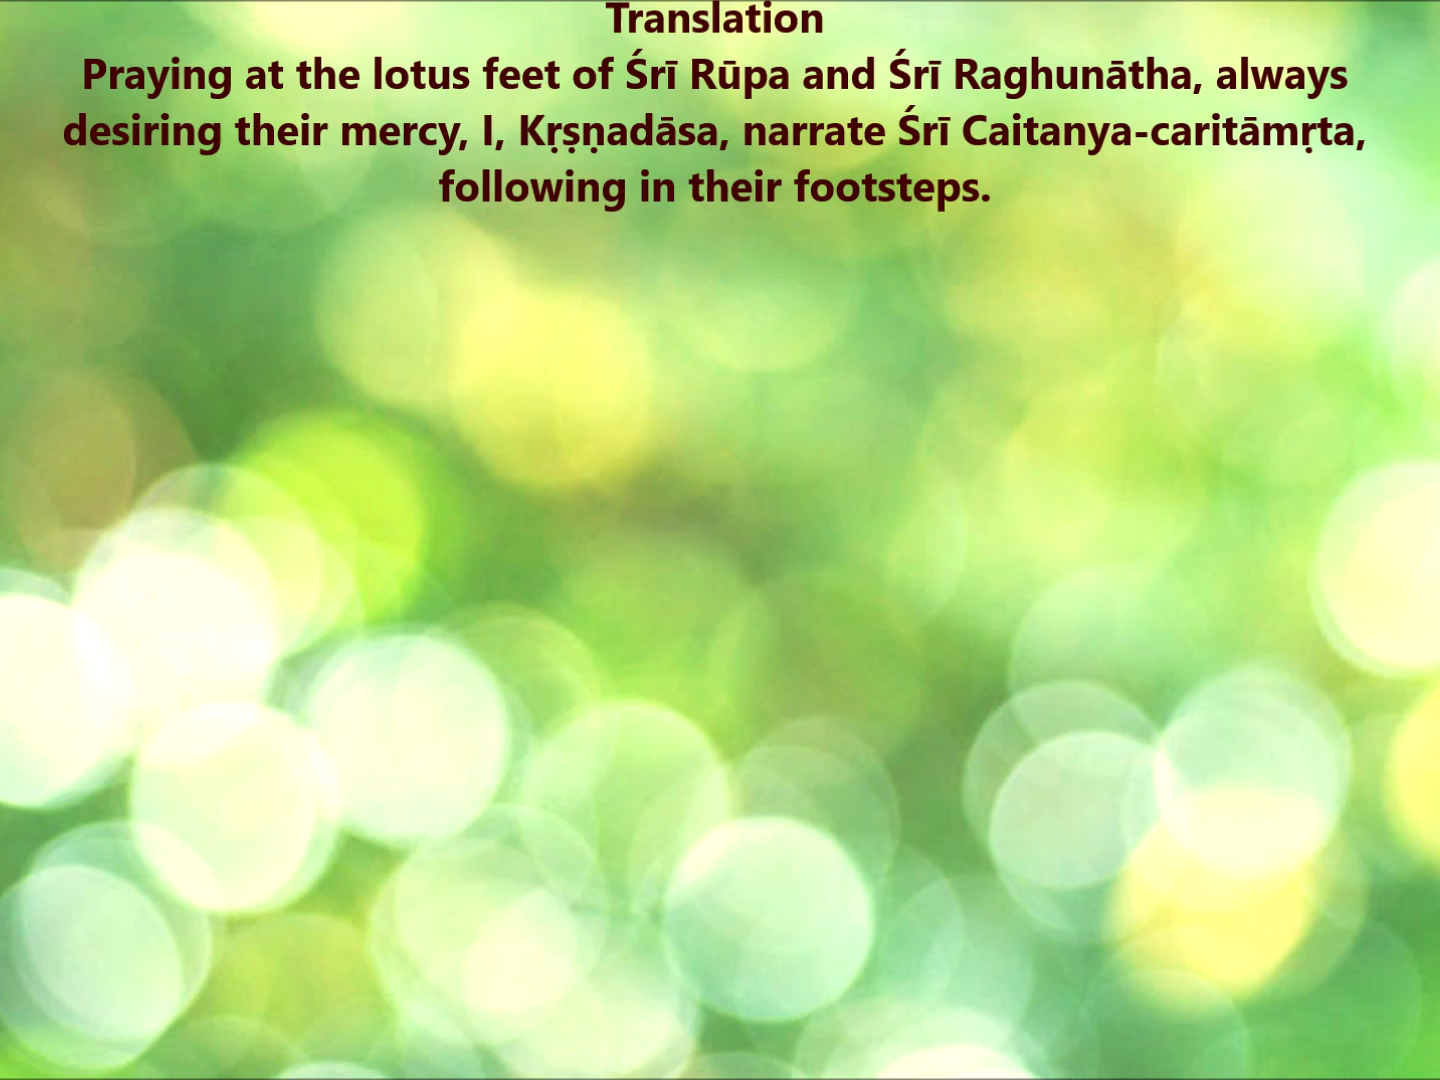 Translation
Praying at the lotus feet of Śrī Rūpa and Śrī Raghunātha, always
desiring their mercy, I, Kṛṣṇadāsa, narrate Śrī Caitanya-caritāmṛta,
following in their footsteps.